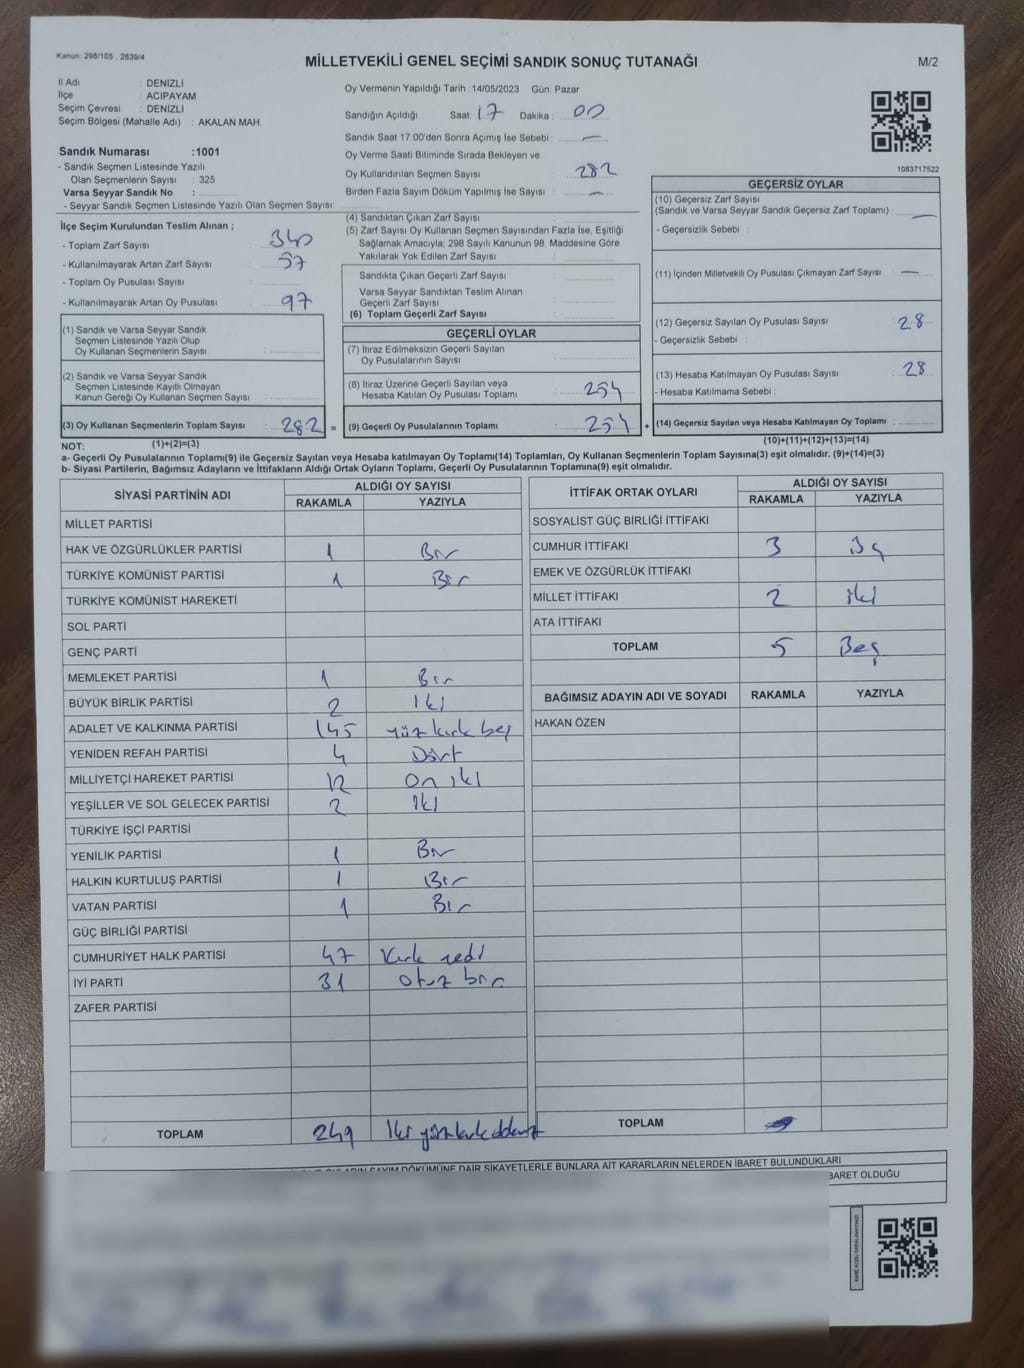 Kanun: 298/105 , 2839/4
MİLLETVEKİLİ GENEL SEÇİMİ SANDIK SONUÇ TUTANAĞI
M/2
İl Adı : DENİZLİ
İlçe : ACIPAYAM
Seçim Çevresi : DENİZLİ
Seçim Bölgesi (Mahalle Adı) : AKALAN MAH.
Sandık Numarası :1001
- Sandık Seçmen Listesinde Yazılı
Olan Seçmenlerin Sayısı : 325
Varsa Seyyar Sandık No :
- Seyyar Sandık Seçmen Listesinde Yazılı Olan Seçmen Sayısı :
Oy Vermenin Yapıldığı Tarih :14/05/2023 Gün: Pazar
Sandığın Açıldığı Saat: 17 Dakika : 00
Sandık Saat 17.00'den Sonra Açımış İse Sebebi : —
Oy Verme Saati Bitiminde Sırada Bekleyen ve
Oy Kullandırılan Seçmen Sayısı : 282
Birden Fazla Sayım Döküm Yapılmış İse Sayısı : —
1083717522
İlçe Seçim Kurulundan Teslim Alınan ;
- Toplam Zarf Sayısı : 340
- Kullanılmayarak Artan Zarf Sayısı : 57
- Toplam Oy Pusulası Sayısı :
- Kullanılmayarak Artan Oy Pusulası : 97
(1) Sandık ve Varsa Seyyar Sandık
Seçmen Listesinde Yazılı Olup
Oy Kullanan Seçmenlerin Sayısı :
(2) Sandık ve Varsa Seyyar Sandık
Seçmen Listesinde Kayıtlı Olmayan
Kanun Gereği Oy Kullanan Seçmen Sayısı :
(3) Oy Kullanan Seçmenlerin Toplam Sayısı : 282 =
(4) Sandıktan Çıkan Zarf Sayısı :
(5) Zarf Sayısı Oy Kullanan Seçmen Sayısından Fazla İse, Eşitliği
Sağlamak Amacıyla; 298 Sayılı Kanunun 98. Maddesine Göre
Yakılarak Yok Edilen Zarf Sayısı :
Sandıkta Çıkan Geçerli Zarf Sayısı :
Varsa Seyyar Sandıktan Teslim Alınan
Geçerli Zarf Sayısı :
(6) Toplam Geçerli Zarf Sayısı :
GEÇERLİ OYLAR
(7) İtiraz Edilmeksizin Geçerli Sayılan
Oy Pusulalarının Sayısı :
(8) İtiraz Üzerine Geçerli Sayılan veya
Hesaba Katılan Oy Pusulası Toplamı : 254
(9) Geçerli Oy Pusulalarının Toplamı : 254 +
GEÇERSİZ OYLAR
(10) Geçersiz Zarf Sayısı
(Sandık ve Varsa Seyyar Sandık Geçersiz Zarf Toplamı) : —
- Geçersizlik Sebebi :
(11) İçinden Milletvekili Oy Pusulası Çıkmayan Zarf Sayısı : —
(12) Geçersiz Sayılan Oy Pusulası Sayısı : 28
- Geçersizlik Sebebi :
(13) Hesaba Katılmayan Oy Pusulası Sayısı : 28
- Hesaba Katılmama Sebebi :
(14) Geçersiz Sayılan veya Hesaba Katılmayan Oy Toplamı :
NOT: (1)+(2)=(3)
(10)+(11)+(12)+(13)=(14)
a- Geçerli Oy Pusulalarının Toplamı(9) ile Geçersiz Sayılan veya Hesaba katılmayan Oy Toplamı(14) Toplamları, Oy Kullanan Seçmenlerin Toplam Sayısına(3) eşit olmalıdır. (9)+(14)=(3)
b- Siyasi Partilerin, Bağımsız Adayların ve İttifakların Aldığı Ortak Oyların Toplamı, Geçerli Oy Pusulalarının Toplamına(9) eşit olmalıdır.
SİYASİ PARTİNİN ADI ALDIĞI OY SAYISI
RAKAMLA YAZIYLA
MİLLET PARTİSİ
HAK VE ÖZGÜRLÜKLER PARTİSİ 1 Bir
TÜRKİYE KOMÜNİST PARTİSİ 1 Bir
TÜRKİYE KOMÜNİST HAREKETİ
SOL PARTİ
GENÇ PARTİ
MEMLEKET PARTİSİ 1 Bir
BÜYÜK BİRLİK PARTİSİ 2 İki
ADALET VE KALKINMA PARTİSİ 145 yüz kırk beş
YENİDEN REFAH PARTİSİ 4 Dört
MİLLİYETÇİ HAREKET PARTİSİ 12 On iki
YEŞİLLER VE SOL GELECEK PARTİSİ 2 İki
TÜRKİYE İŞÇİ PARTİSİ
YENİLİK PARTİSİ 1 Bir
HALKIN KURTULUŞ PARTİSİ 1 Bir
VATAN PARTİSİ 1 Bir
GÜÇ BİRLİĞİ PARTİSİ
CUMHURİYET HALK PARTİSİ 47 Kırk yedi
İYİ PARTİ 31 Otuz bir
ZAFER PARTİSİ
TOPLAM 249 İki yüz kırk dokuz
İTTİFAK ORTAK OYLARI ALDIĞI OY SAYISI
RAKAMLA YAZIYLA
SOSYALİST GÜÇ BİRLİĞİ İTTİFAKI
CUMHUR İTTİFAKI 3 Üç
EMEK VE ÖZGÜRLÜK İTTİFAKI
MİLLET İTTİFAKI 2 iki
ATA İTTİFAKI
TOPLAM 5 Beş
BAĞIMSIZ ADAYIN ADI VE SOYADI RAKAMLA YAZIYLA
HAKAN ÖZEN
TOPLAM
SAYIM DÖKÜMÜNE DAİR ŞİKAYETLERLE BUNLARA AİT KARARLARIN NELERDEN İBARET BULUNDUKLARI
BARET OLDUĞU